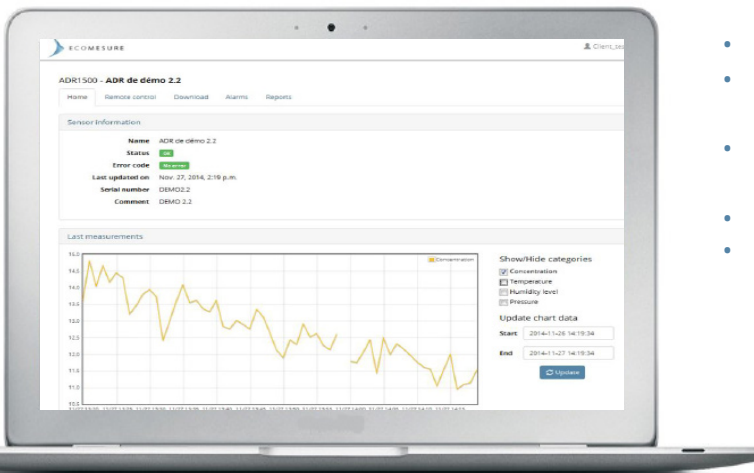 ECOMESURE
ADR1500 - ADR de démo 2.2
Home Remote control Download Alarms Reports
Sensor Information
Name ADR de démo 2.2
Status OK
Error code No error
Last updated on Nov. 27, 2014, 2:19 p.m.
Serial number DEMO2.2
Comment DEMO 2.2
Last measurements
15.0
14.5
14.0
13.5
13.0
12.5
12.0
11.5
11.0
10.5
Concentration
Show/Hide categories
Concentration
Temperature
Humidity level
Pressure
Update chart data
Start 2014-11-26 14:19:34
End 2014-11-27 14:19:34
Update